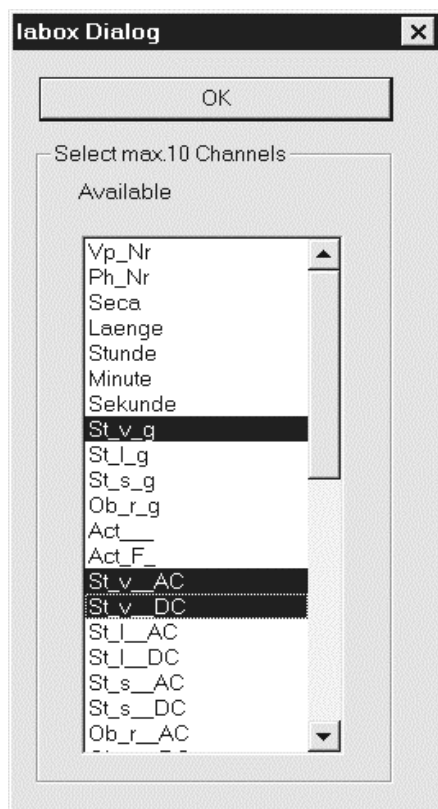 Iabox Dialog
OK
Select max.10 Channels
Available
Vp_Nr
Ph_Nr
Seca
Laenge
Stunde
Minute
Sekunde
St_v_g
St_l_g
St_s_g
Ob_r_g
Act___
Act_F_
St_v__AC
St_v__DC
St_l__AC
St_l__DC
St_s__AC
St_s__DC
Ob_r__AC